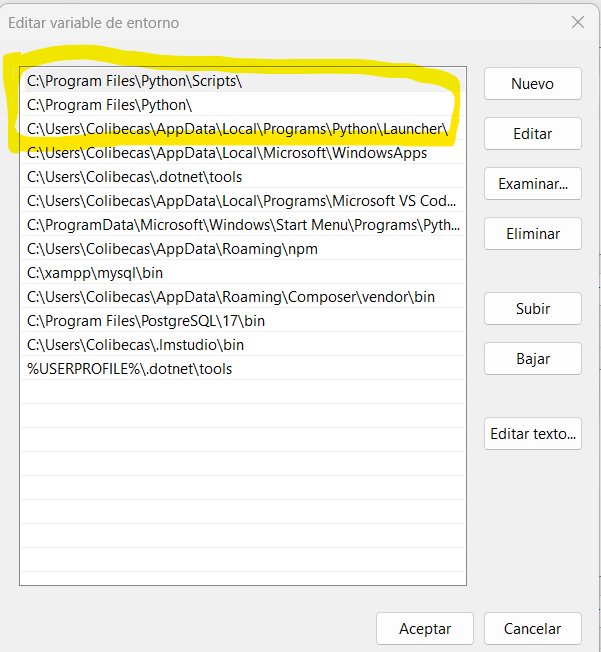 Editar variable de entorno
C:\Program Files\Python\Scripts\
C:\Program Files\Python\
C:\Users\Colibecas\AppData\Local\Programs\Python\Launcher\
C:\Users\Colibecas\AppData\Local\Microsoft\WindowsApps
C:\Users\Colibecas\.dotnet\tools
C:\Users\Colibecas\AppData\Local\Programs\Microsoft VS Cod...
C:\ProgramData\Microsoft\Windows\Start Menu\Programs\Pyth...
C:\Users\Colibecas\AppData\Roaming\npm
C:\xampp\mysql\bin
C:\Users\Colibecas\AppData\Roaming\Composer\vendor\bin
C:\Program Files\PostgreSQL\17\bin
C:\Users\Colibecas\.lmstudio\bin
%USERPROFILE%\.dotnet\tools
Nuevo
Editar
Examinar...
Eliminar
Subir
Bajar
Editar texto...
Aceptar
Cancelar